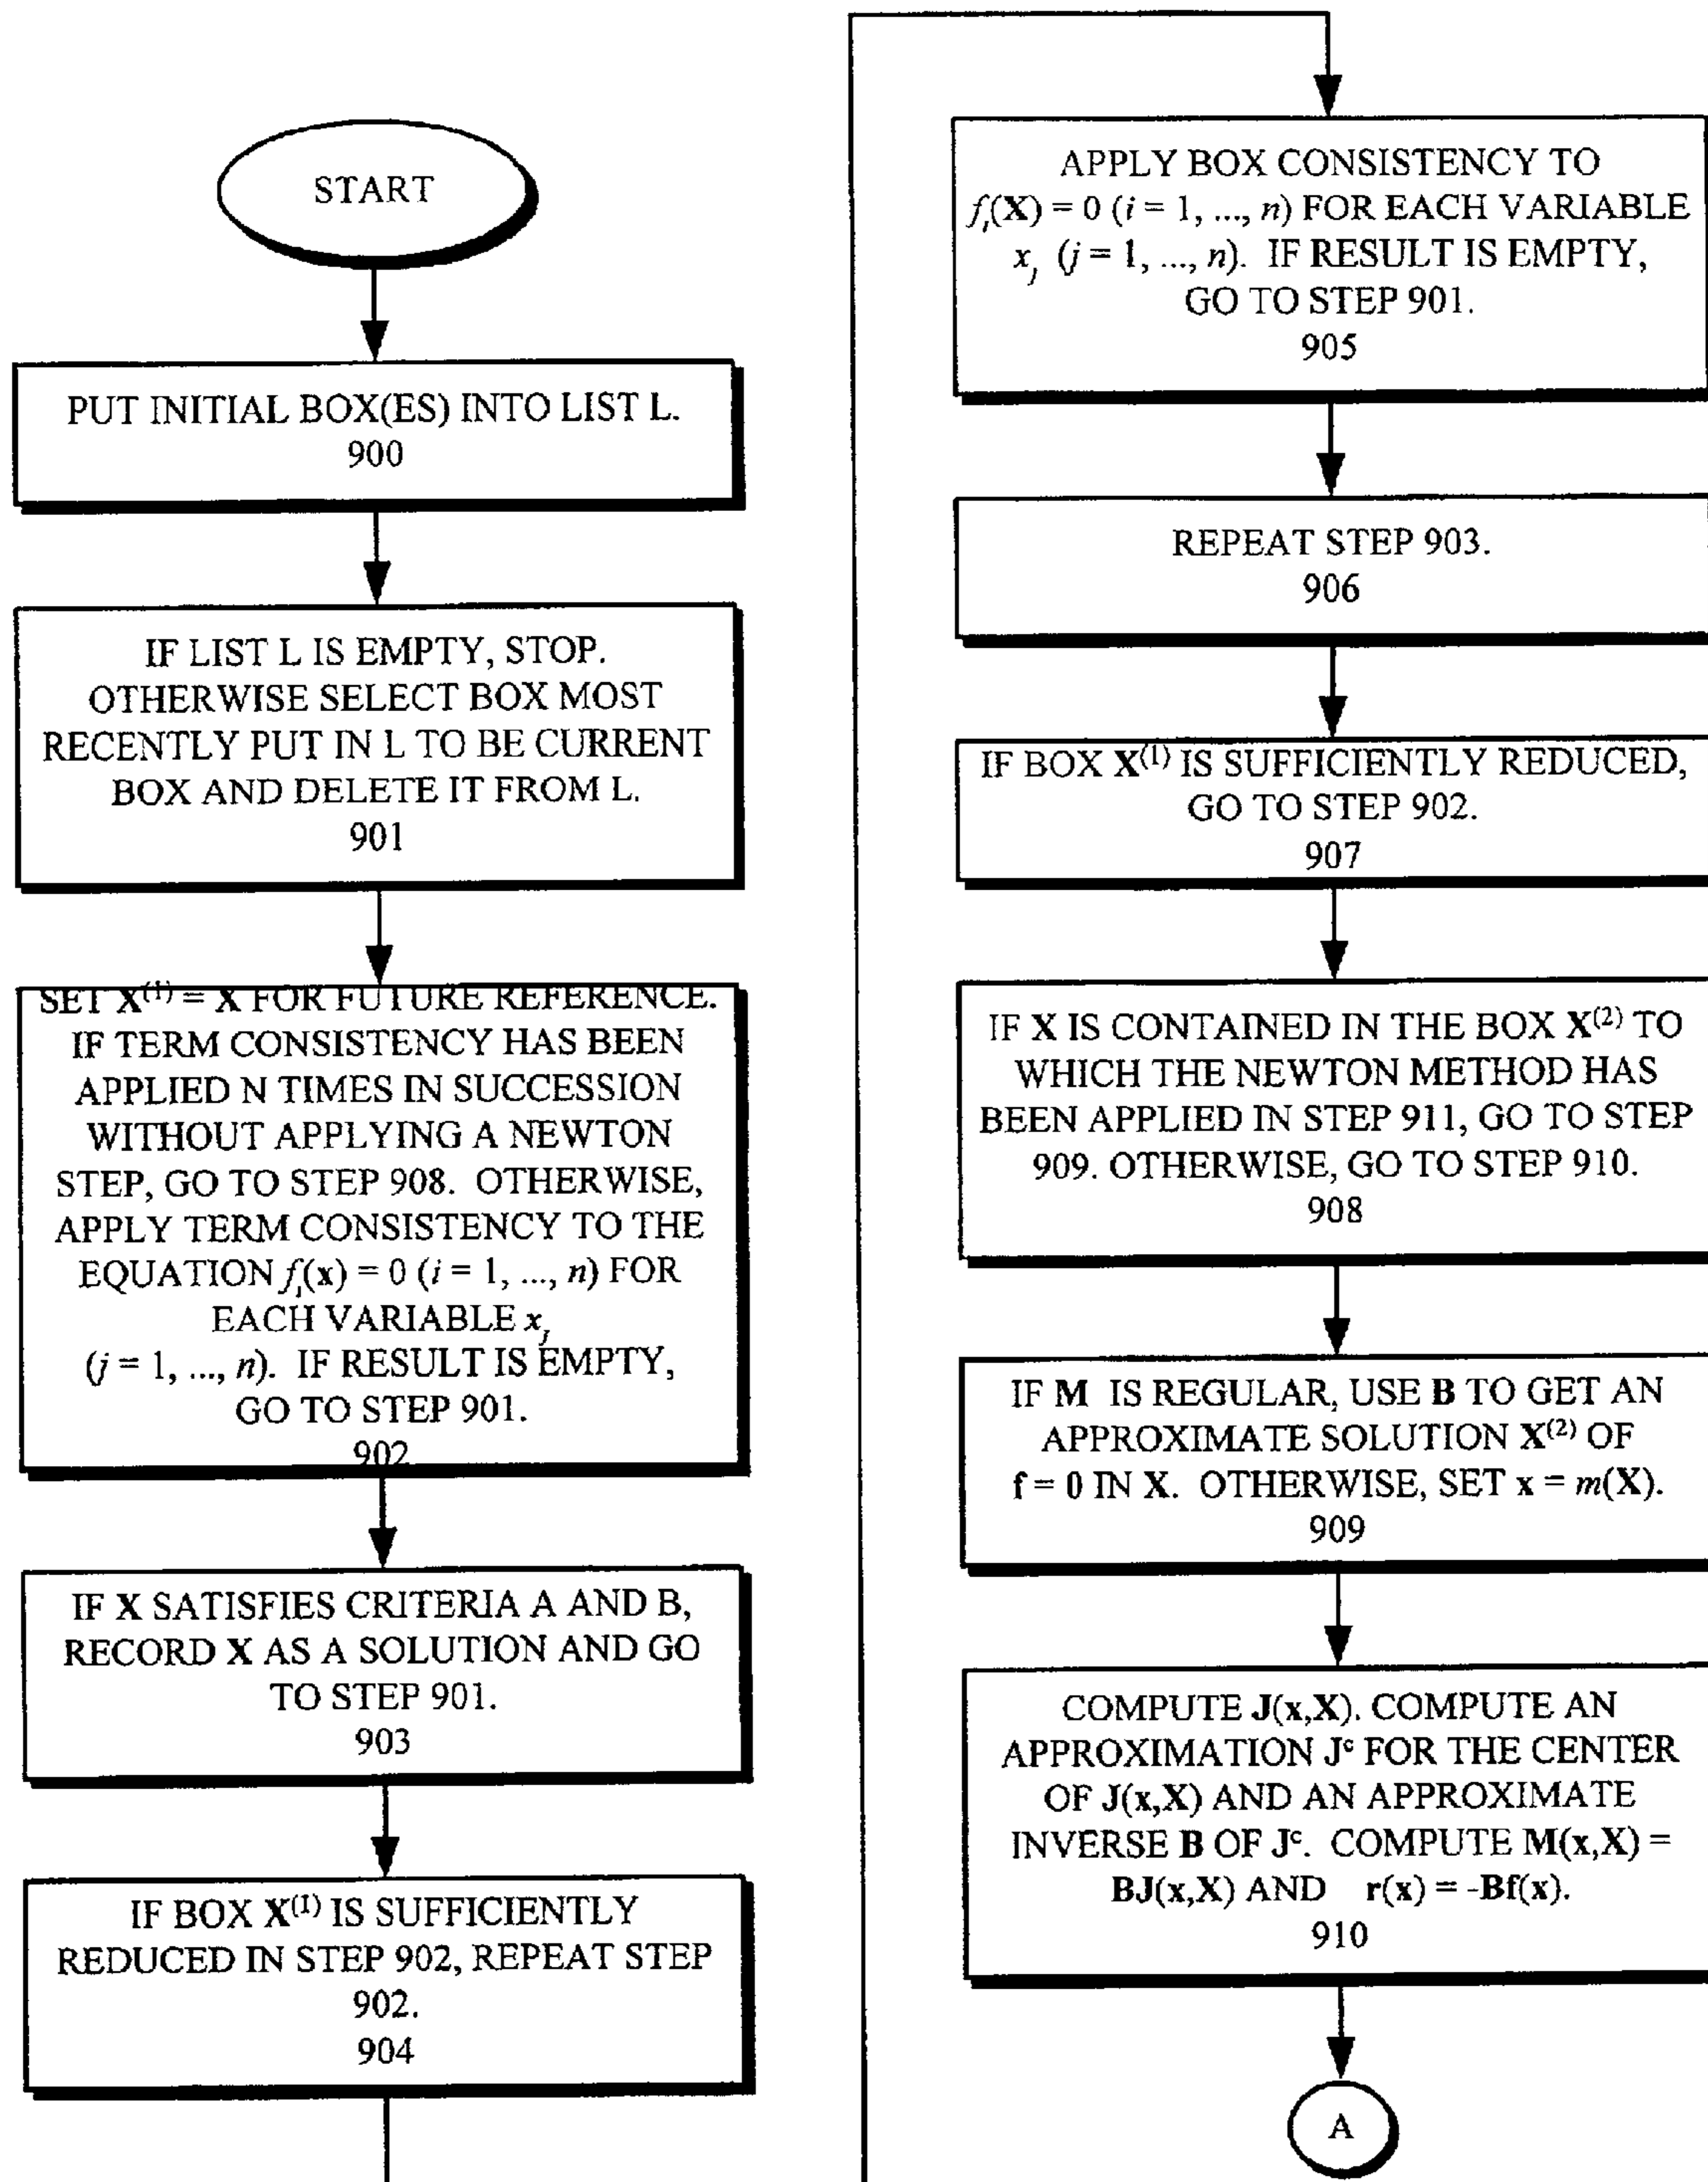 START
PUT INITIAL BOX(ES) INTO LIST L.
900
IF LIST L IS EMPTY, STOP.
OTHERWISE SELECT BOX MOST
RECENTLY PUT IN L TO BE CURRENT
BOX AND DELETE IT FROM L.
901
SET X⁽¹⁾ = X FOR FUTURE REFERENCE.
IF TERM CONSISTENCY HAS BEEN
APPLIED N TIMES IN SUCCESSION
WITHOUT APPLYING A NEWTON
STEP, GO TO STEP 908. OTHERWISE,
APPLY TERM CONSISTENCY TO THE
EQUATION fᵢ(x) = 0 (i = 1, ..., n) FOR
EACH VARIABLE xⱼ
(j = 1, ..., n). IF RESULT IS EMPTY,
GO TO STEP 901.
902
IF X SATISFIES CRITERIA A AND B,
RECORD X AS A SOLUTION AND GO
TO STEP 901.
903
IF BOX X⁽¹⁾ IS SUFFICIENTLY
REDUCED IN STEP 902, REPEAT STEP
902.
904
APPLY BOX CONSISTENCY TO
fᵢ(X) = 0 (i = 1, ..., n) FOR EACH VARIABLE
xⱼ (j = 1, ..., n). IF RESULT IS EMPTY,
GO TO STEP 901.
905
REPEAT STEP 903.
906
IF BOX X⁽¹⁾ IS SUFFICIENTLY REDUCED,
GO TO STEP 902.
907
IF X IS CONTAINED IN THE BOX X⁽²⁾ TO
WHICH THE NEWTON METHOD HAS
BEEN APPLIED IN STEP 911, GO TO STEP
909. OTHERWISE, GO TO STEP 910.
908
IF M IS REGULAR, USE B TO GET AN
APPROXIMATE SOLUTION X⁽²⁾ OF
f = 0 IN X. OTHERWISE, SET x = m(X).
909
COMPUTE J(x,X). COMPUTE AN
APPROXIMATION Jᶜ FOR THE CENTER
OF J(x,X) AND AN APPROXIMATE
INVERSE B OF Jᶜ. COMPUTE M(x,X) =
BJ(x,X) AND r(x) = -Bf(x).
910
A